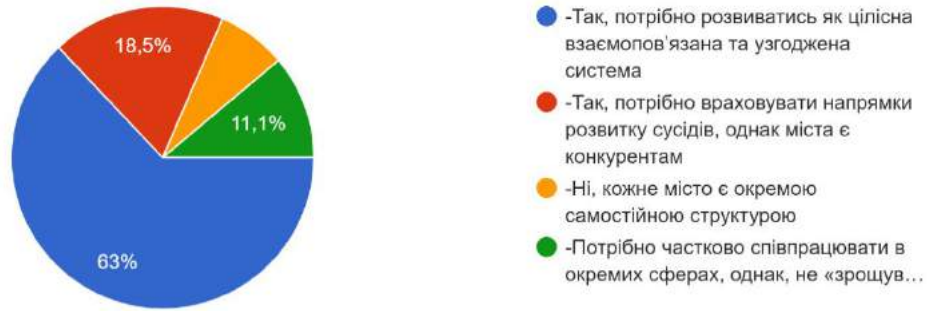 18,5%
11,1%
63%
-Так, потрібно розвиватись як цілісна
взаємопов'язана та узгоджена
система
-Так, потрібно враховувати напрямки
розвитку сусідів, однак міста є
конкурентам
-Ні, кожне місто є окремою
самостійною структурою
-Потрібно частково співпрацювати в
окремих сферах, однак, не «зрощув...